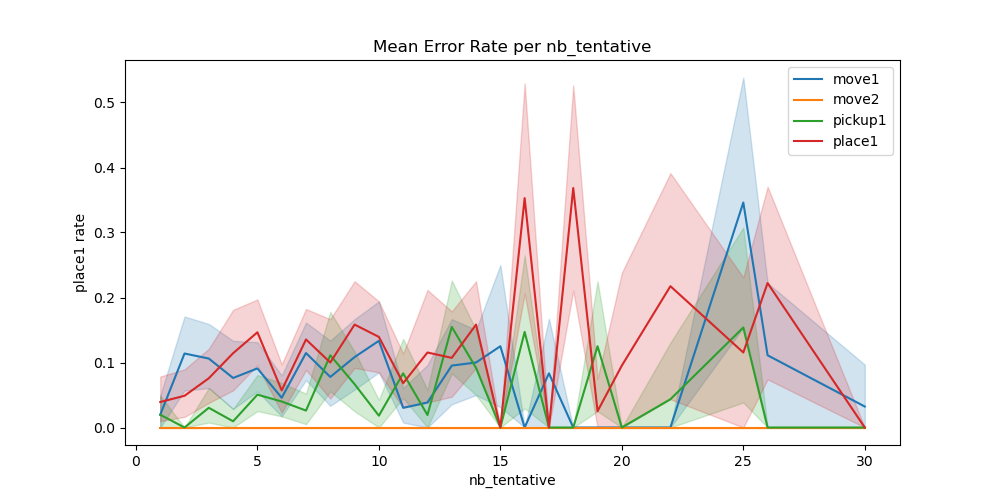 Mean Error Rate per nb_tentative
move1
move2
pickup1
place1
place1 rate
0.5
0.4
0.3
0.2
0.1
0.0
0 5 10 15 20 25 30
nb_tentative